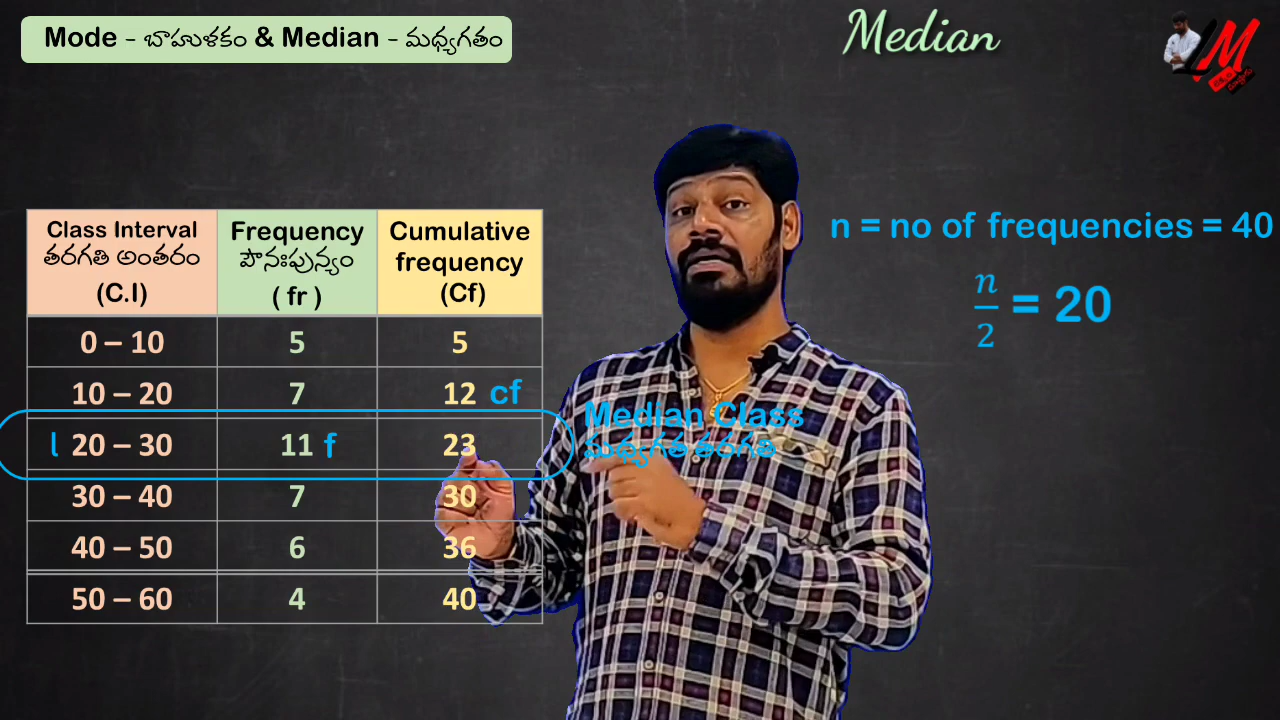 Mode - బాహుళకం & Median - మధ్యగతం
Median
LM
Class Interval
తరగతి అంతరం
(C.I)
Frequency
పౌనఃపున్యం
( fr )
Cumulative
frequency
(Cf)
0 – 10 5 5
10 – 20 7 12 cf
l 20 – 30 11 f 23
30 – 40 7 30
40 – 50 6 36
50 – 60 4 40
Median Class
మధ్యగత తరగతి
n = no of frequencies = 40
n/2 = 20